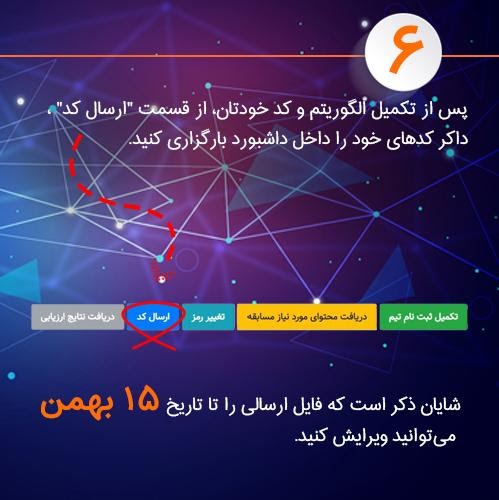 ۶
پس از تکمیل الگوریتم و کد خودتان، از قسمت "ارسال کد" ،
داکر کدهای خود را داخل داشبورد بارگزاری کنید.
تکمیل ثبت نام تیم
دریافت محتوای مورد نیاز مسابقه
تغییر رمز
ارسال کد
دریافت نتایج ارزیابی
شایان ذکر است که فایل ارسالی را تا تاریخ ۱۵ بهمن
می‌توانید ویرایش کنید.